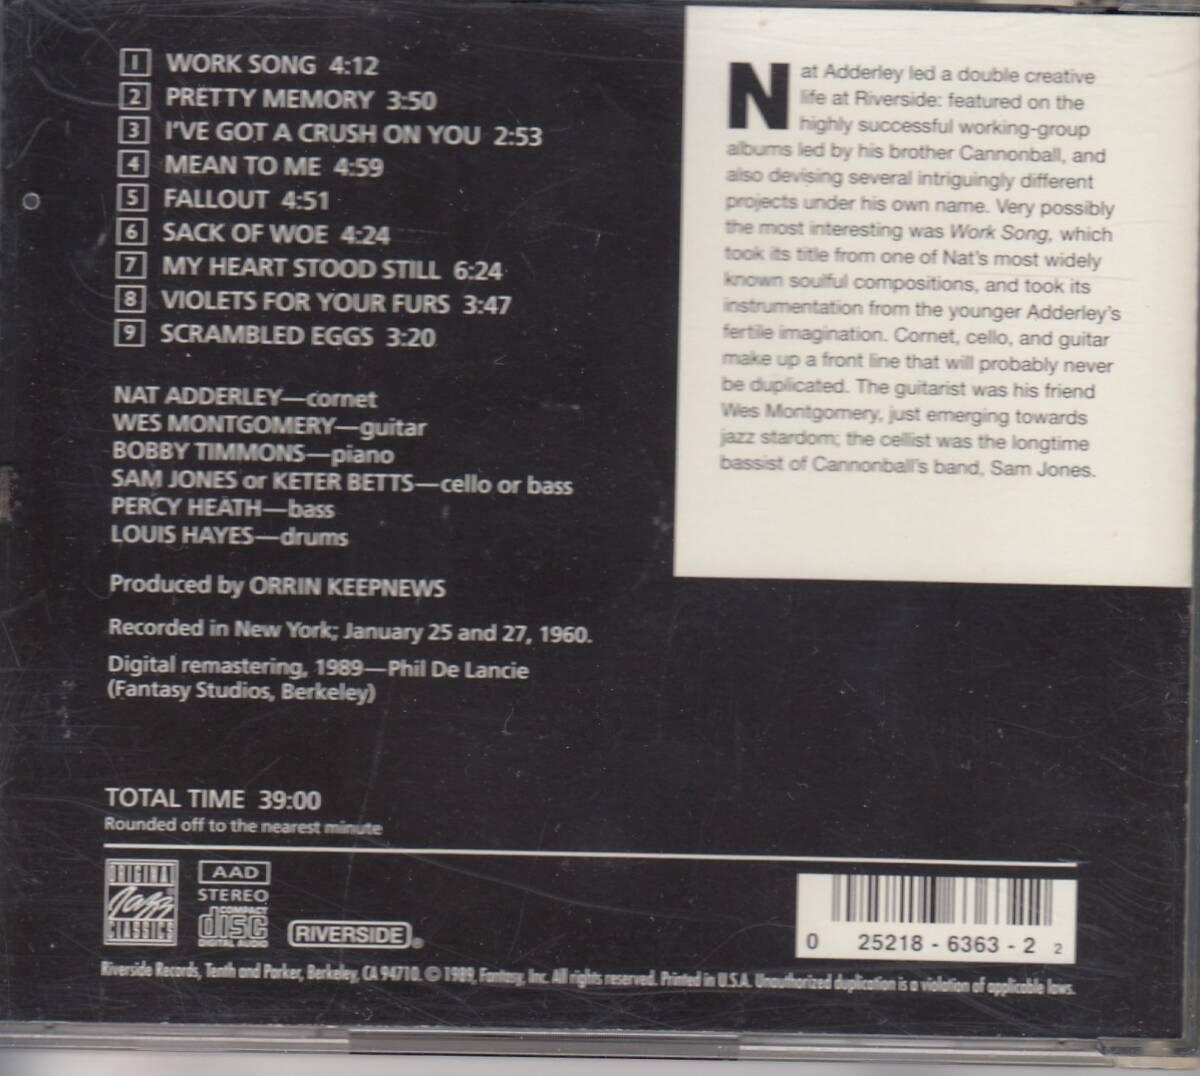 1 WORK SONG 4:12
2 PRETTY MEMORY 3:50
3 I'VE GOT A CRUSH ON YOU 2:53
4 MEAN TO ME 4:59
5 FALLOUT 4:51
6 SACK OF WOE 4:24
7 MY HEART STOOD STILL 6:24
8 VIOLETS FOR YOUR FURS 3:47
9 SCRAMBLED EGGS 3:20
NAT ADDERLEY—cornet
WES MONTGOMERY—guitar
BOBBY TIMMONS—piano
SAM JONES or KETER BETTS—cello or bass
PERCY HEATH—bass
LOUIS HAYES—drums
Produced by ORRIN KEEPNEWS
Recorded in New York; January 25 and 27, 1960.
Digital remastering, 1989—Phil De Lancie
(Fantasy Studios, Berkeley)
TOTAL TIME 39:00
Rounded off to the nearest minute
Nat Adderley led a double creative
life at Riverside: featured on the
highly successful working-group
albums led by his brother Cannonball, and
also devising several intriguingly different
projects under his own name. Very possibly
the most interesting was Work Song, which
took its title from one of Nat's most widely
known soulful compositions, and took its
instrumentation from the younger Adderley's
fertile imagination. Cornet, cello, and guitar
make up a front line that will probably never
be duplicated. The guitarist was his friend
Wes Montgomery, just emerging towards
jazz stardom; the cellist was the longtime
bassist of Cannonball's band, Sam Jones.
ORIGINAL
Jazz
CLASSICS
AAD
STEREO
COMPACT
disc
DIGITAL AUDIO
RIVERSIDE®
0 25218-6363-2 2
Riverside Records, Tenth and Parker, Berkeley, CA 94710. © 1989, Fantasy, Inc. All rights reserved. Printed in U.S.A. Unauthorized duplication is a violation of applicable laws.